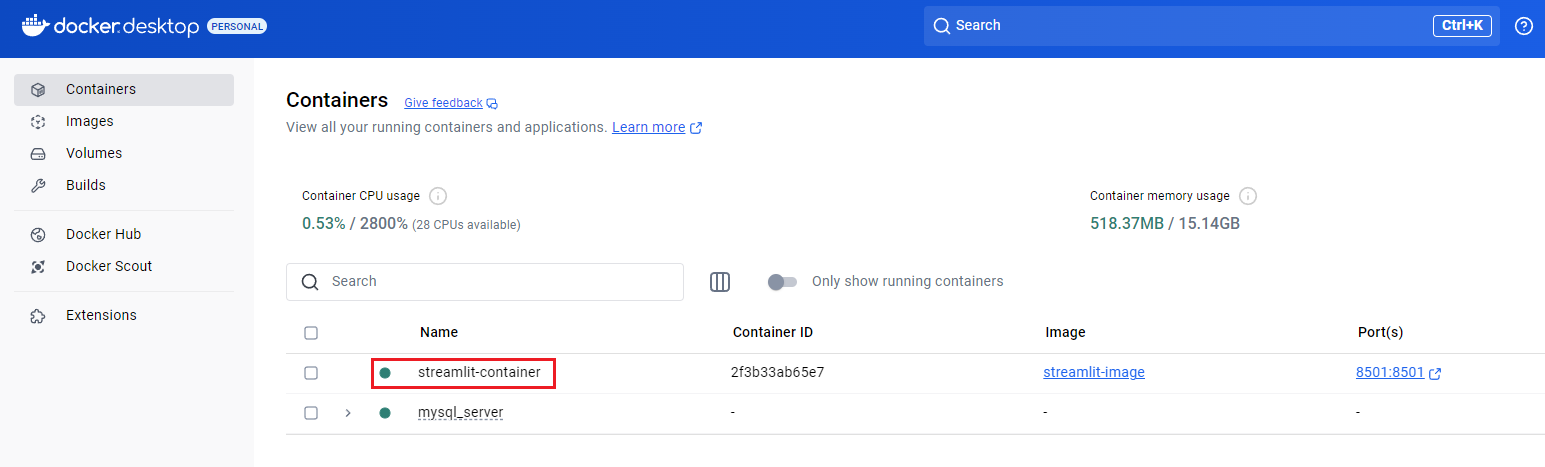 docker.desktop PERSONAL
Search Ctrl+K
Containers
Images
Volumes
Builds
Docker Hub
Docker Scout
Extensions
Containers Give feedback
View all your running containers and applications. Learn more
Container CPU usage
0.53% / 2800% (28 CPUs available)
Container memory usage
518.37MB / 15.14GB
Search
Only show running containers
Name Container ID Image Port(s)
streamlit-container 2f3b33ab65e7 streamlit-image 8501:8501
mysql_server - - -